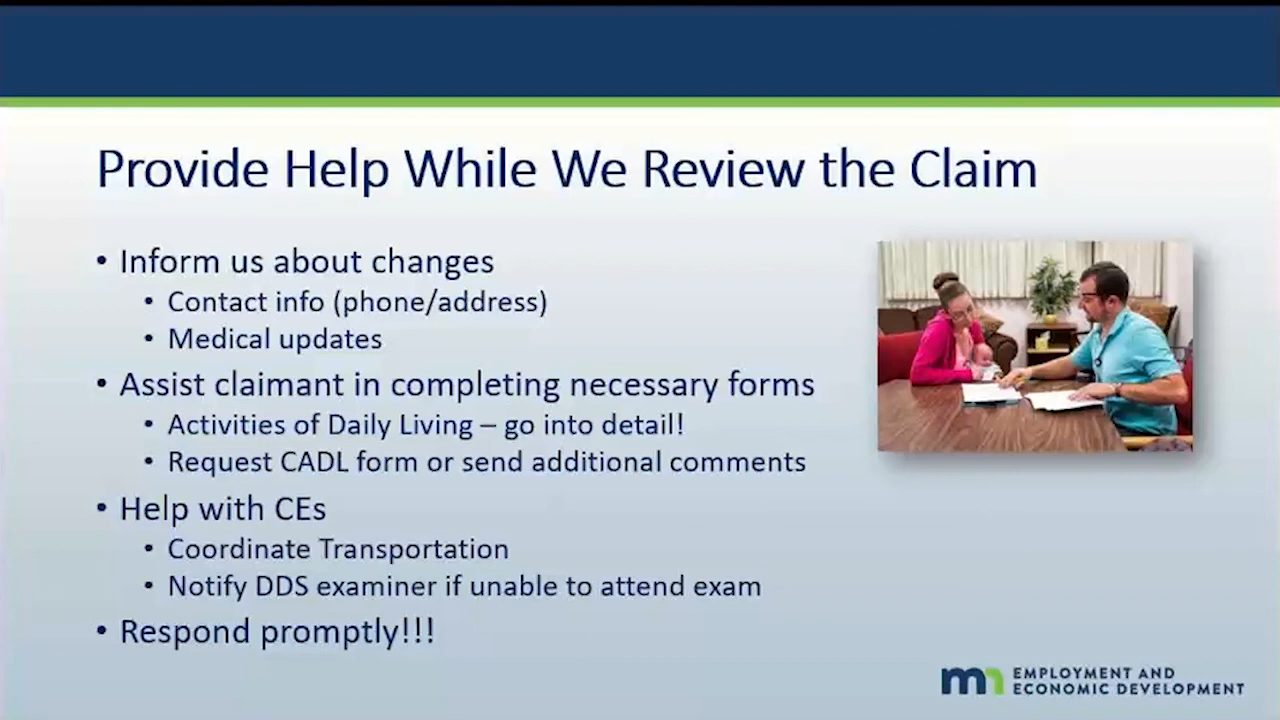 Provide Help While We Review the Claim
• Inform us about changes
• Contact info (phone/address)
• Medical updates
• Assist claimant in completing necessary forms
• Activities of Daily Living – go into detail!
• Request CADL form or send additional comments
• Help with CEs
• Coordinate Transportation
• Notify DDS examiner if unable to attend exam
• Respond promptly!!!
mn EMPLOYMENT AND
ECONOMIC DEVELOPMENT